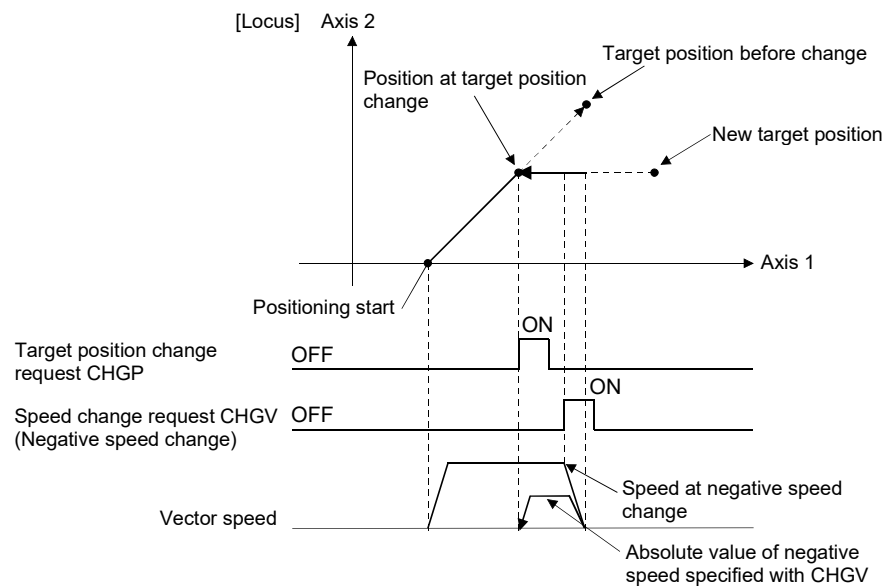 [Locus] Axis 2
Target position before change
Position at target position
change
New target position
Axis 1
Positioning start
ON
Target position change
request CHGP
OFF
ON
Speed change request CHGV
(Negative speed change)
OFF
Speed at negative speed
change
Vector speed
Absolute value of negative
speed specified with CHGV